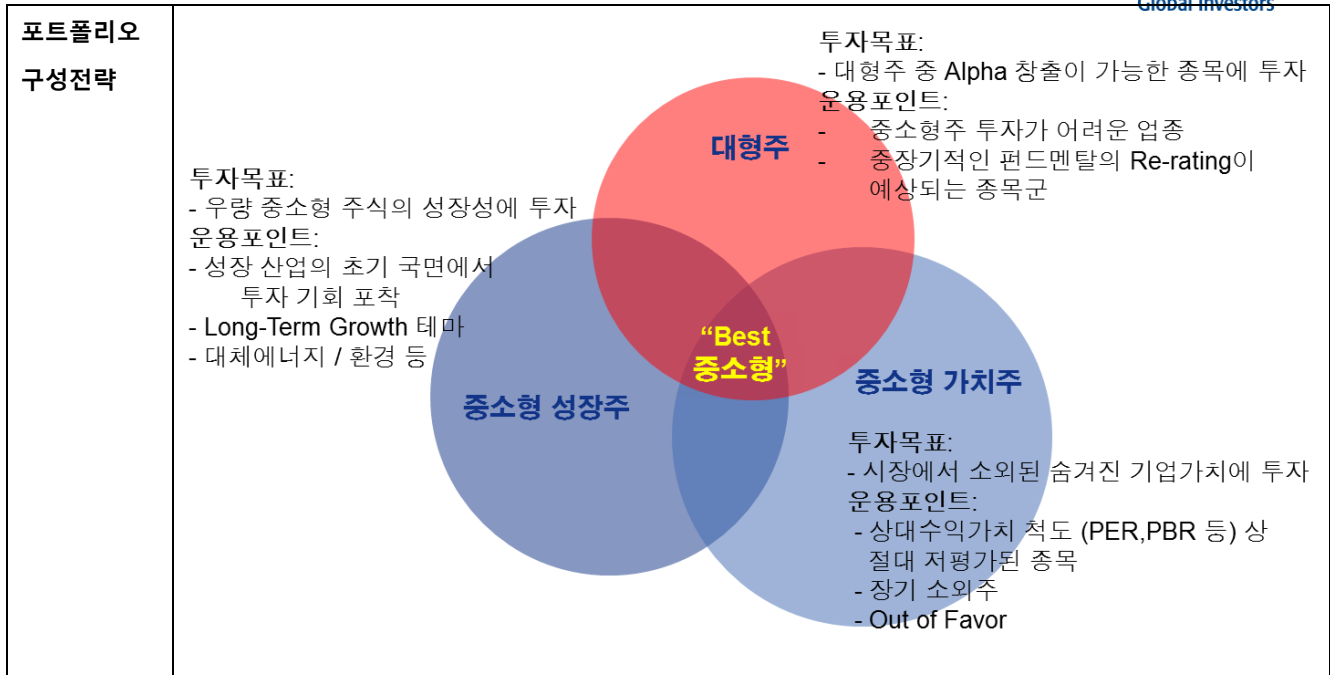 Global Investors
포트폴리오
구성전략
투자목표:
- 대형주 중 Alpha 창출이 가능한 종목에 투자
운용포인트:
- 중소형주 투자가 어려운 업종
- 중장기적인 펀드멘탈의 Re-rating이
예상되는 종목군
대형주
투자목표:
- 우량 중소형 주식의 성장성에 투자
운용포인트:
- 성장 산업의 초기 국면에서
투자 기회 포착
- Long-Term Growth 테마
- 대체에너지 / 환경 등
“Best
중소형”
중소형 성장주
중소형 가치주
투자목표:
- 시장에서 소외된 숨겨진 기업가치에 투자
운용포인트:
- 상대수익가치 척도 (PER,PBR 등) 상
절대 저평가된 종목
- 장기 소외주
- Out of Favor